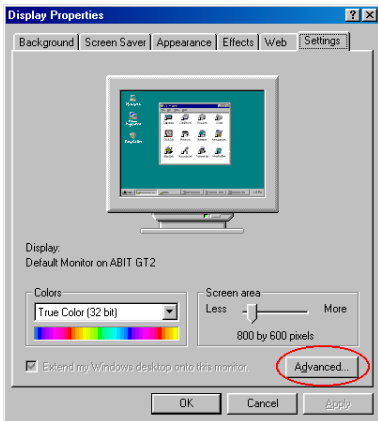 Display Properties
Background Screen Saver Appearance Effects Web Settings
Display:
Default Monitor on ABIT GT2
Colors
True Color (32 bit)
Screen area
Less More
800 by 600 pixels
Extend my Windows desktop onto this monitor.
Advanced...
OK Cancel Apply